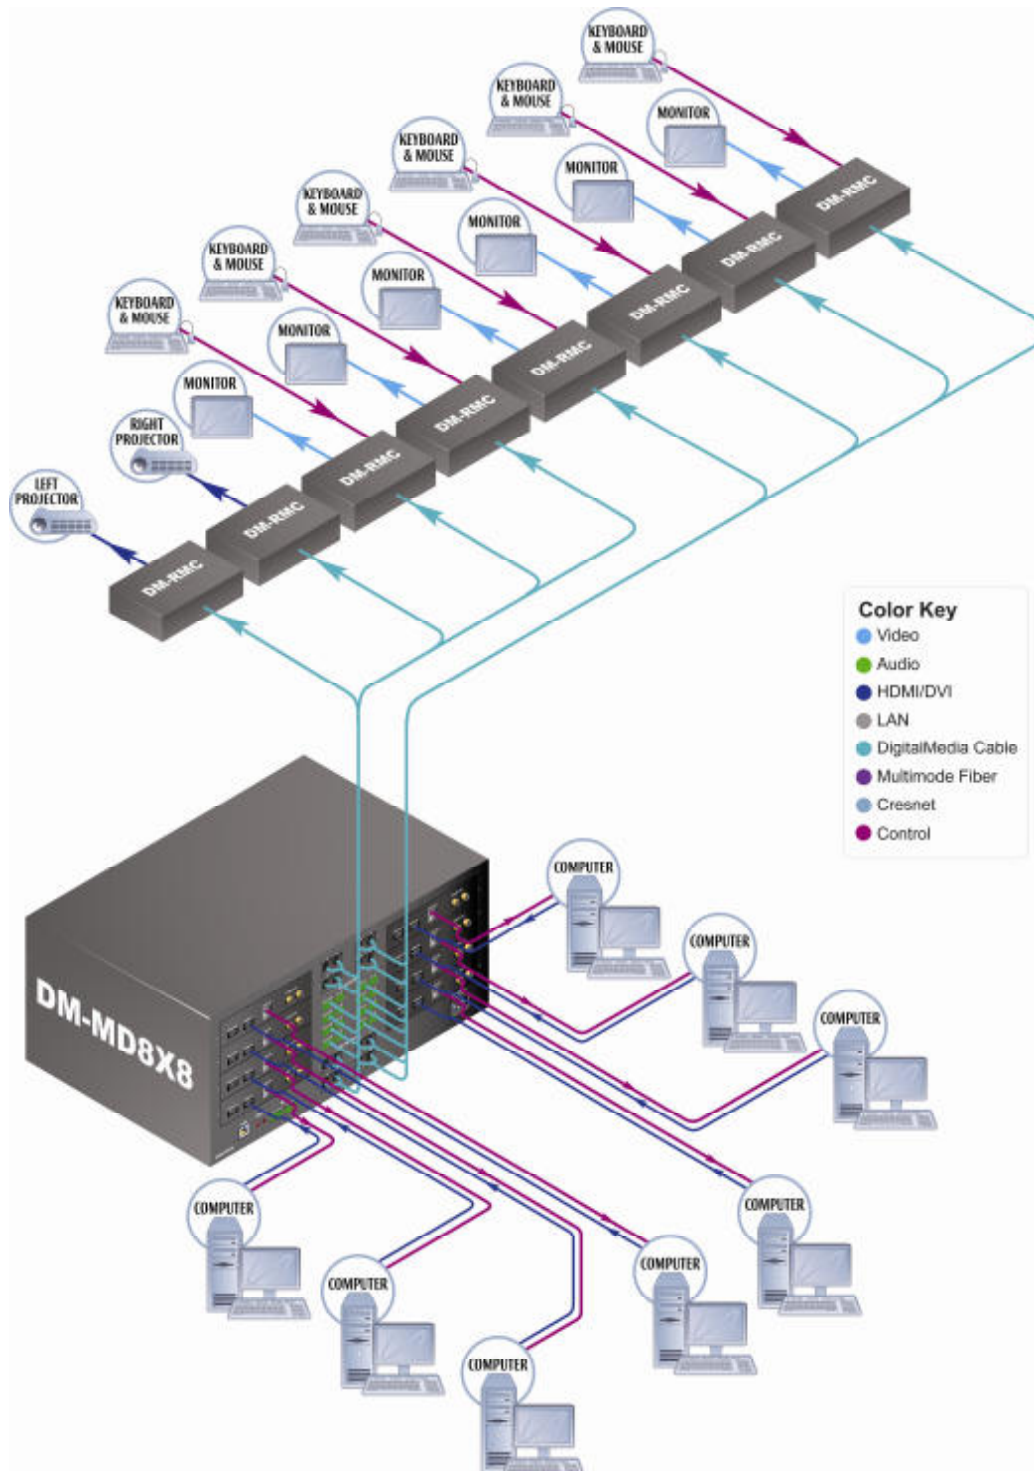 KEYBOARD
& MOUSE
KEYBOARD
& MOUSE
MONITOR
KEYBOARD
& MOUSE
MONITOR
DM-RMC
KEYBOARD
& MOUSE
MONITOR
DM-RMC
KEYBOARD
& MOUSE
MONITOR
DM-RMC
KEYBOARD
& MOUSE
MONITOR
DM-RMC
MONITOR
DM-RMC
RIGHT
PROJECTOR
DM-RMC
LEFT
PROJECTOR
DM-RMC
DM-RMC
Color Key
Video
Audio
HDMI/DVI
LAN
DigitalMedia Cable
Multimode Fiber
Cresnet
Control
DM-MD8X8
COMPUTER
COMPUTER
COMPUTER
COMPUTER
COMPUTER
COMPUTER
COMPUTER
COMPUTER